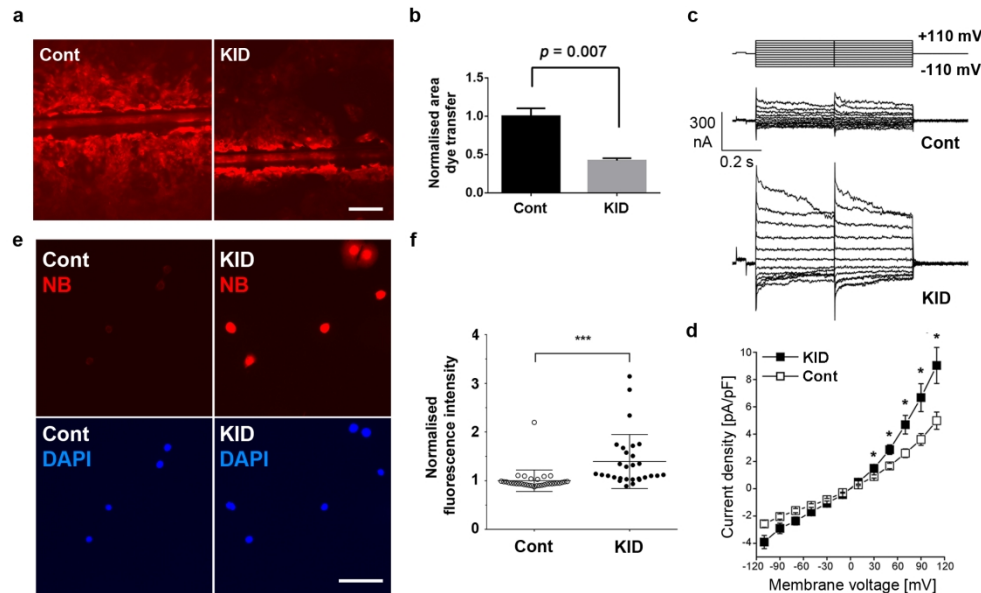 a
Cont
KID
b
p = 0.007
Normalised area
dye transfer
1.5
1.0
0.5
0.0
Cont
KID
c
+110 mV
-110 mV
300
nA
0.2 s
Cont
KID
e
Cont
NB
KID
NB
Cont
DAPI
KID
DAPI
f
Normalised
fluorescence intensity
4
3
2
1
0
***
Cont
KID
d
Current density [pA/pF]
10
8
6
4
2
0
-2
-4
KID
Cont
* * * * *
-120 -90 -60 -30 0 30 60 90 120
Membrane voltage [mV]